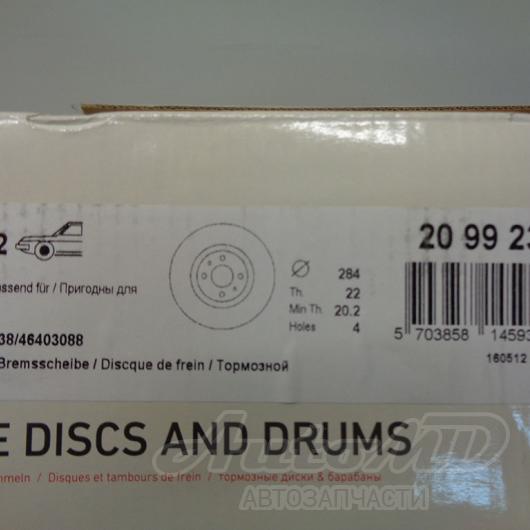 2
20 99 23
assend für / Пригодны для
⌀ 284
Th. 22
Min Th. 20.2
Holes 4
38/46403088
5 703858 14593
Bremsscheibe / Discque de frein / Тормозной
160512
E DISCS AND DRUMS
nmeln / Disques et tambours de frein / Тормозные диски & барабаны
АвтоТО
АВТОЗАПЧАСТИ